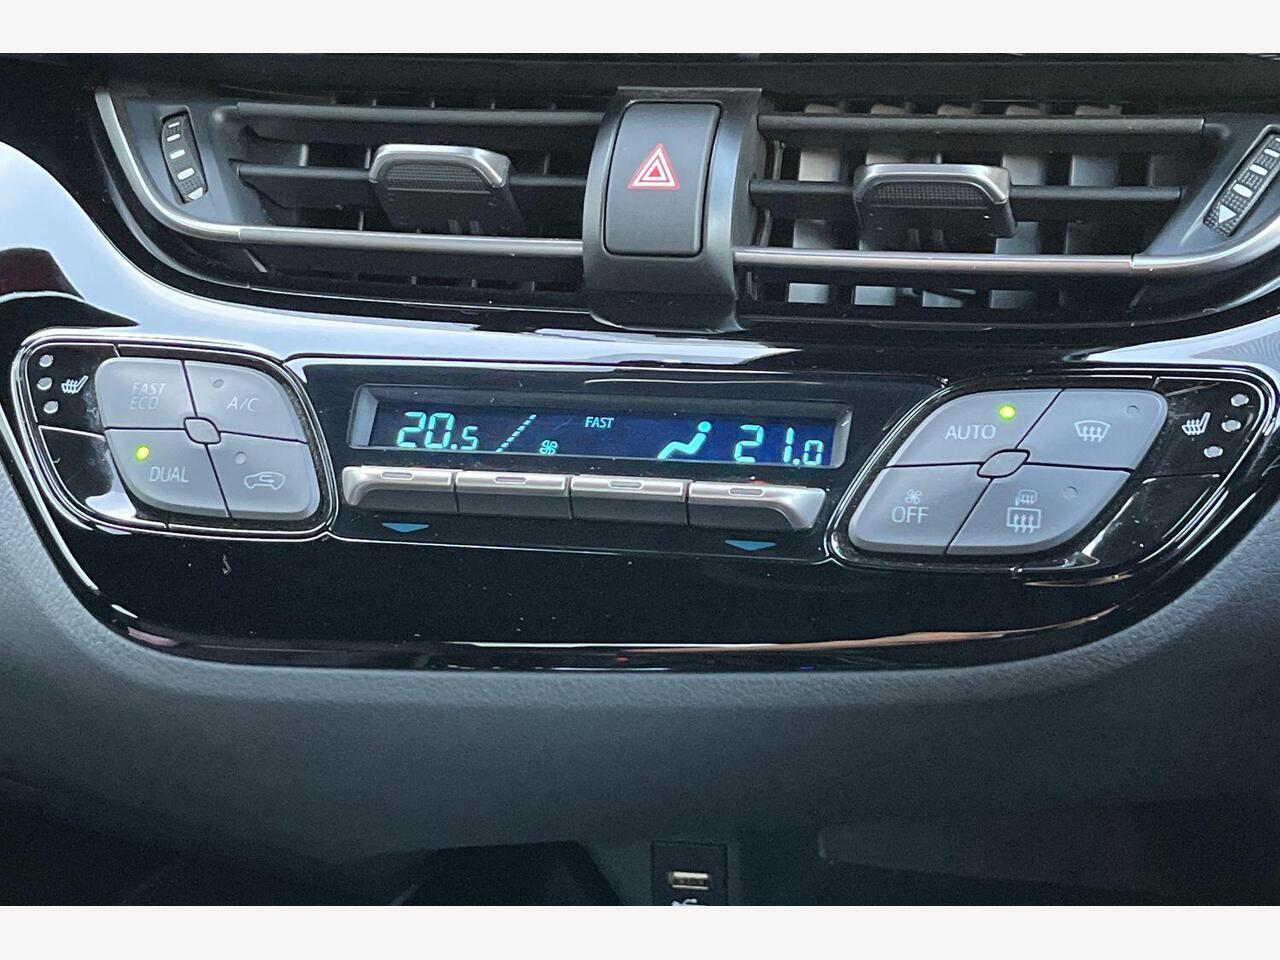 FAST
ECO
A/C
DUAL
20.5
FAST
21.0
AUTO
OFF